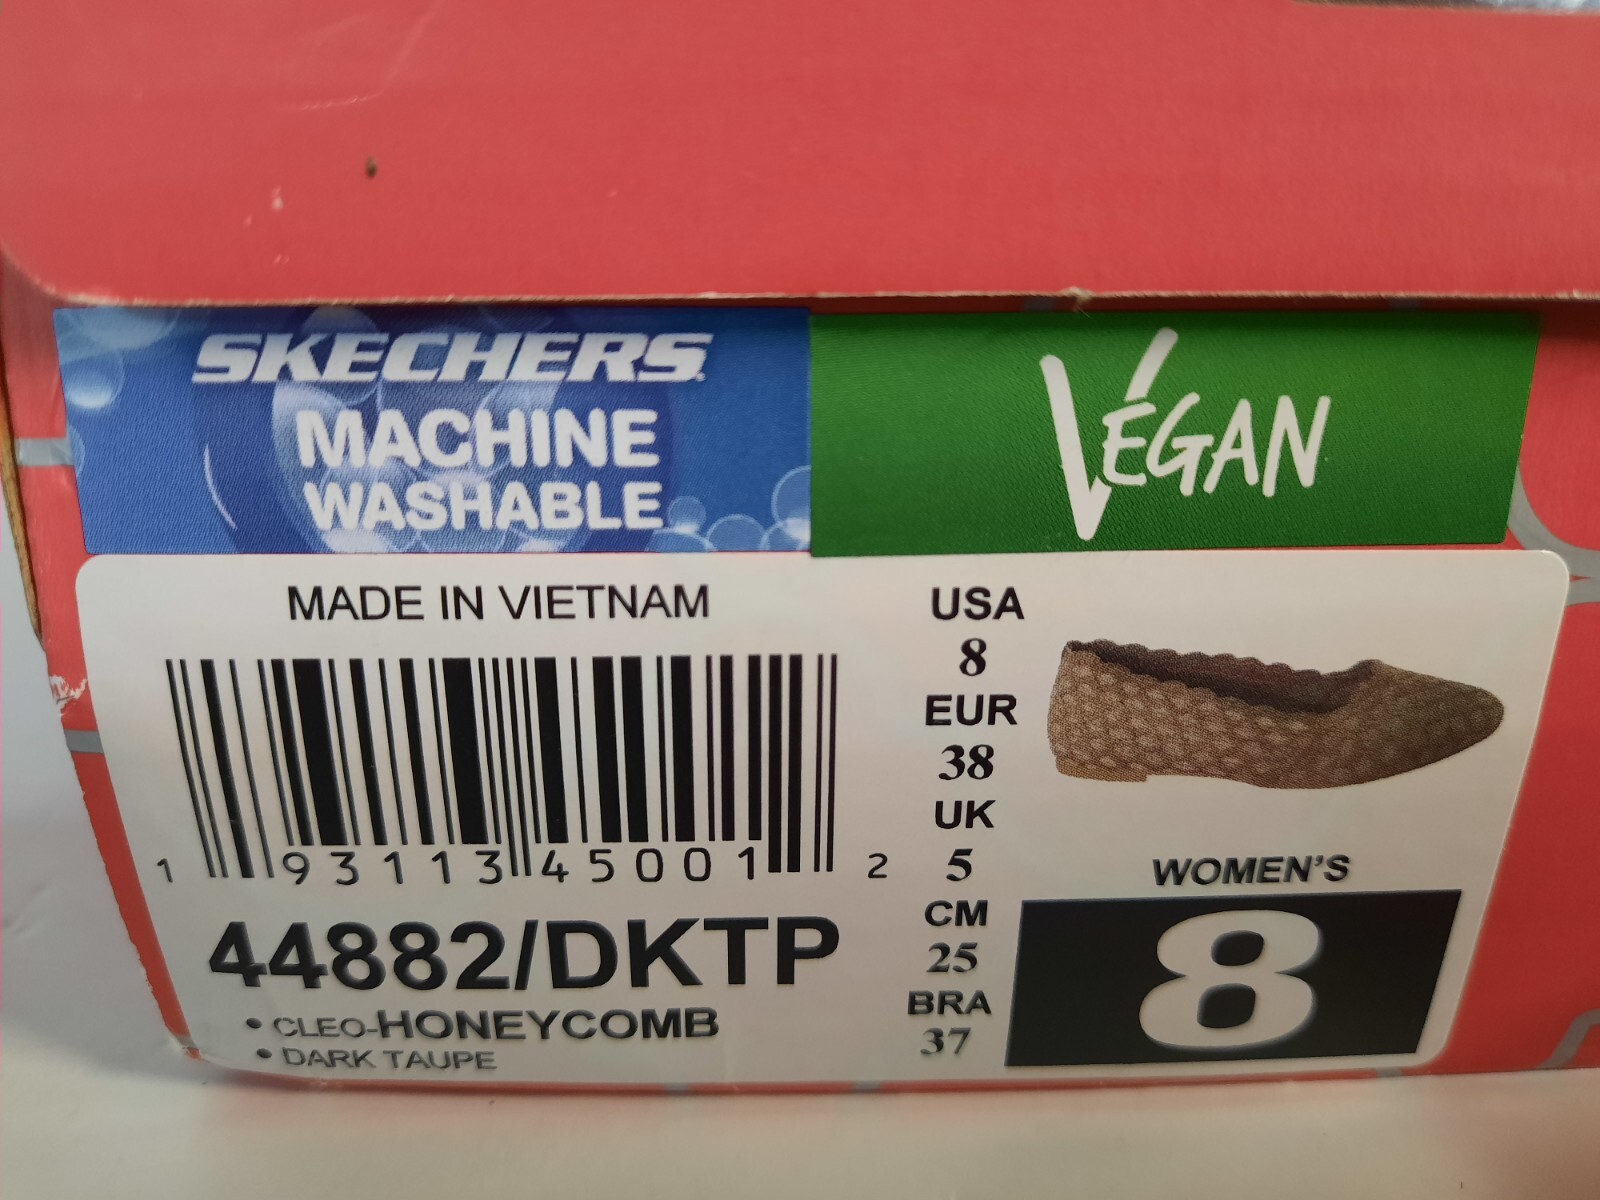 SKECHERS
MACHINE
WASHABLE
VEGAN
MADE IN VIETNAM
1 93113 45001 2
44882/DKTP
• CLEO-HONEYCOMB
• DARK TAUPE
USA
8
EUR
38
UK
5
CM
25
BRA
37
WOMEN'S
8